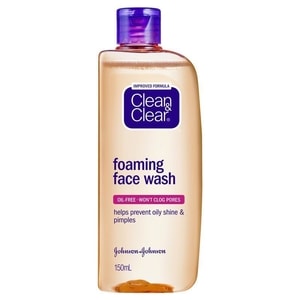 IMPROVED FORMULA
Clean &
Clear®
foaming
face wash
OIL-FREE • WON'T CLOG PORES
helps prevent oily shine &
pimples
Johnson & Johnson
150mL